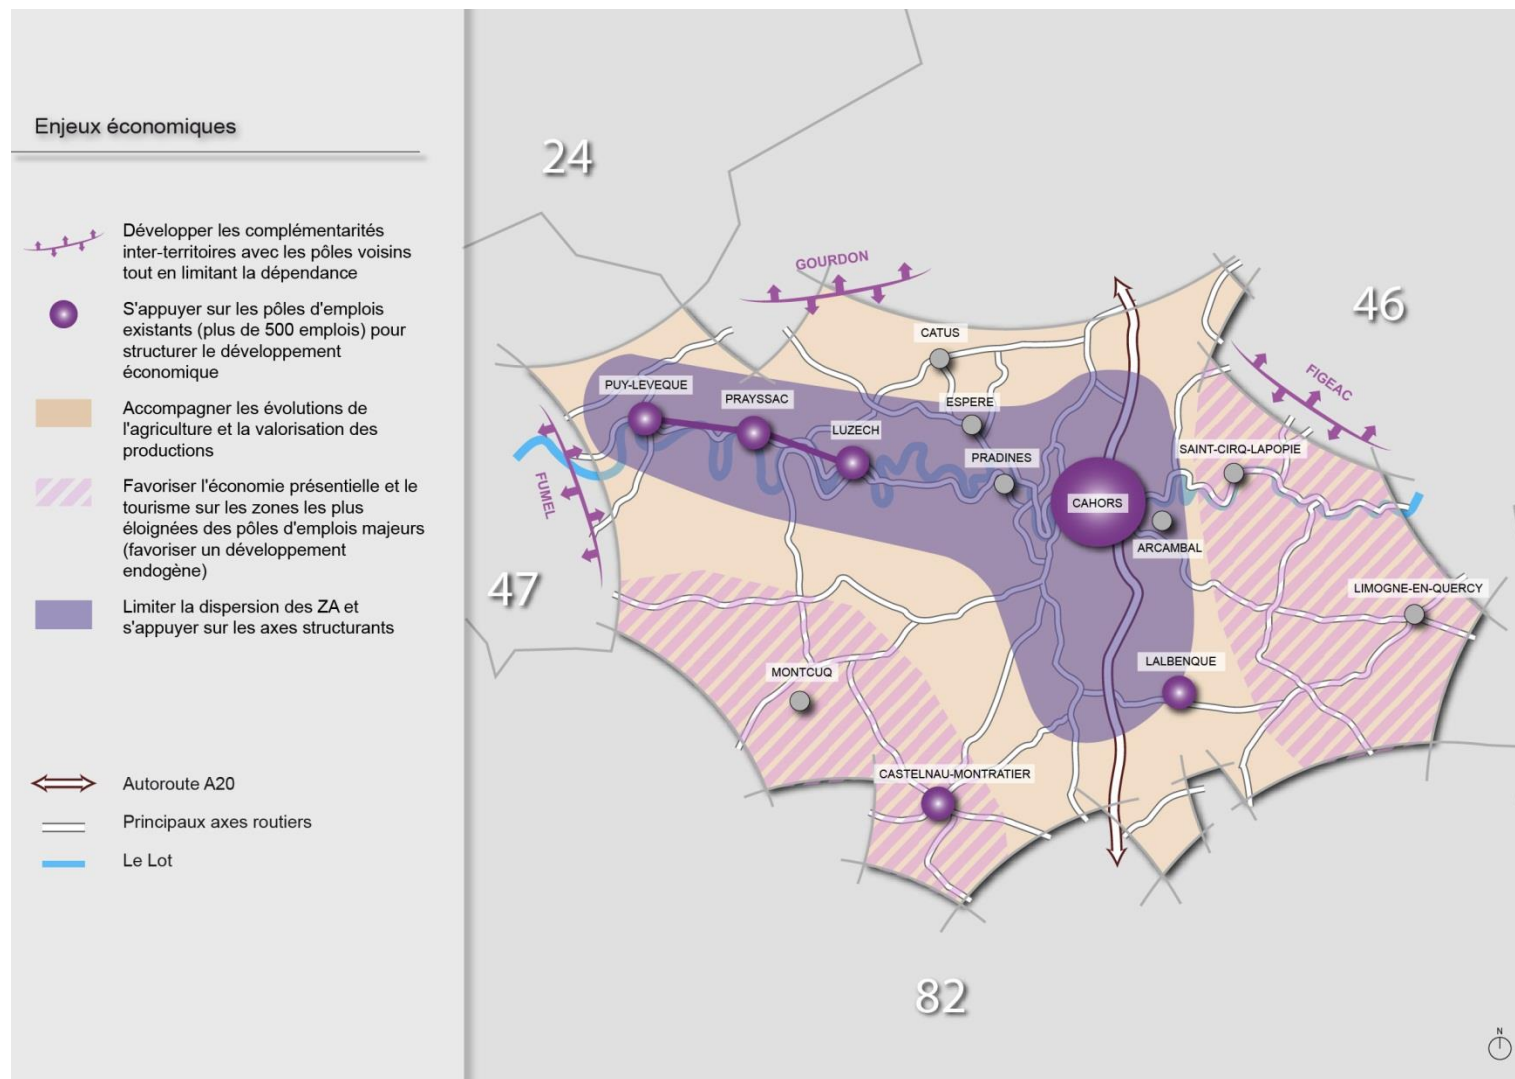 Enjeux économiques
Développer les complémentarités
inter-territoires avec les pôles voisins
tout en limitant la dépendance
S'appuyer sur les pôles d'emplois
existants (plus de 500 emplois) pour
structurer le développement
économique
Accompagner les évolutions de
l'agriculture et la valorisation des
productions
Favoriser l'économie présentielle et le
tourisme sur les zones les plus
éloignées des pôles d'emplois majeurs
(favoriser un développement
endogène)
Limiter la dispersion des ZA et
s'appuyer sur les axes structurants
Autoroute A20
Principaux axes routiers
Le Lot
24
GOURDON
46
CATUS
FIGEAC
PUY-LEVEQUE
PRAYSSAC
ESPERE
LUZECH
SAINT-CIRQ-LAPOPIE
PRADINES
FUMEL
CAHORS
ARCAMBAL
47
LIMOGNE-EN-QUERCY
LALBENQUE
MONTCUQ
CASTELNAU-MONTRATIER
82
N